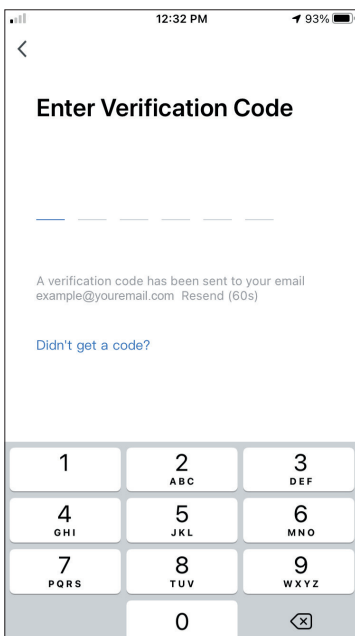 12:32 PM 93%
Enter Verification Code
A verification code has been sent to your email
example@youremail.com Resend (60s)
Didn't get a code?
1 2 3
ABC DEF
4 5 6
GHI JKL MNO
7 8 9
PQRS TUV WXYZ
0